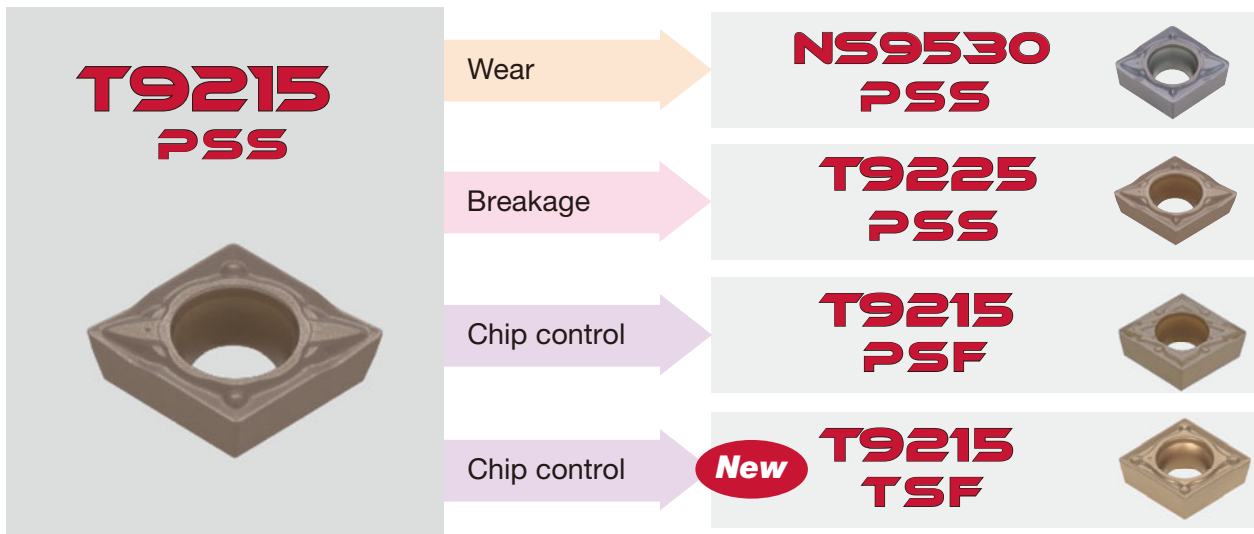 T9215
PSS
Wear
NS9530
PSS
Breakage
T9225
PSS
Chip control
T9215
PSF
Chip control
New
T9215
TSF